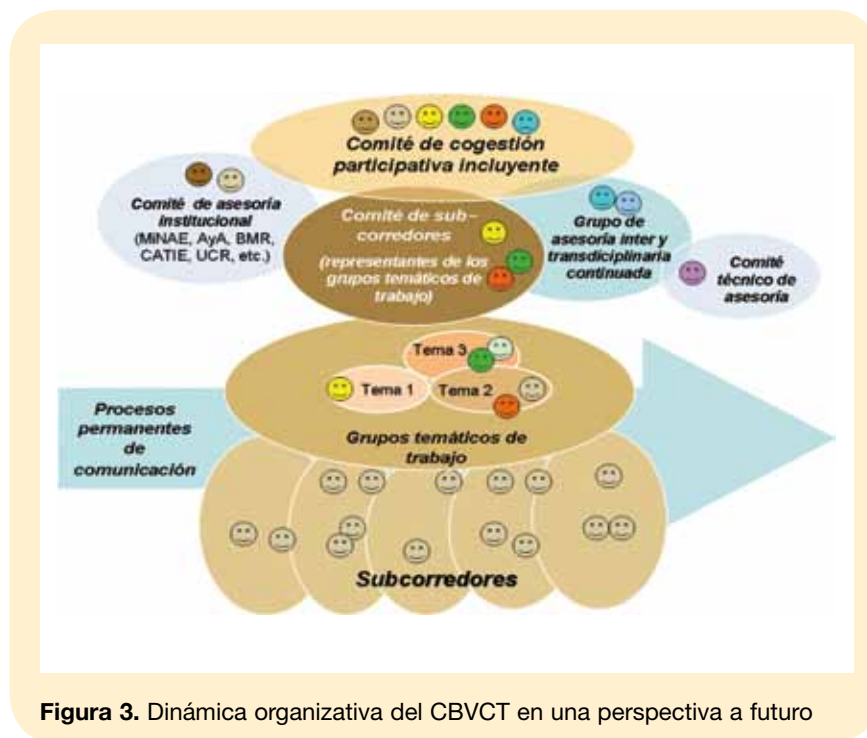 Comité de cogestión
participativa incluyente
Comité de asesoría
institucional
(MiNAE, AyA, BMR,
CATIE, UCR, etc.)
Comité de sub-
corredores
(representantes de los
grupos temáticos de
trabajo)
Grupo de
asesoría inter y
transdiciplinaria
continuada
Comité
técnico de
asesoría
Tema 3
Tema 1
Tema 2
Grupos temáticos de
trabajo
Procesos
permanentes
de
comunicación
Subcorredores
Figura 3. Dinámica organizativa del CBVCT en una perspectiva a futuro